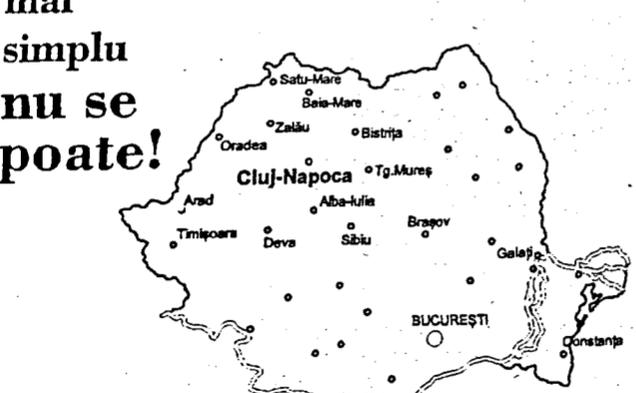 mai
simplu
nu se
poate!
Satu-Mare
Baia-Mare
Zalău
Bistrița
Oradea
Cluj-Napoca
Tg.Mureș
Arad
Alba-Iulia
Timișoara
Deva
Sibiu
Brașov
Galați
BUCUREȘTI
Constanța